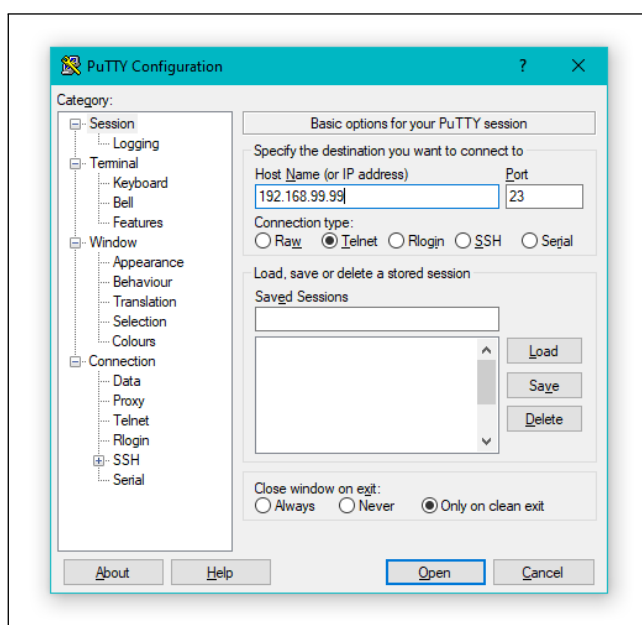 PuTTY Configuration
?
Category:
Session
Logging
Terminal
Keyboard
Bell
Features
Window
Appearance
Behaviour
Translation
Selection
Colours
Connection
Data
Proxy
Telnet
Rlogin
SSH
Serial
Basic options for your PuTTY session
Specify the destination you want to connect to
Host Name (or IP address) Port
192.168.99.99 23
Connection type:
Raw Telnet Rlogin SSH Serial
Load, save or delete a stored session
Saved Sessions
Load
Save
Delete
Close window on exit:
Always Never Only on clean exit
About Help Open Cancel